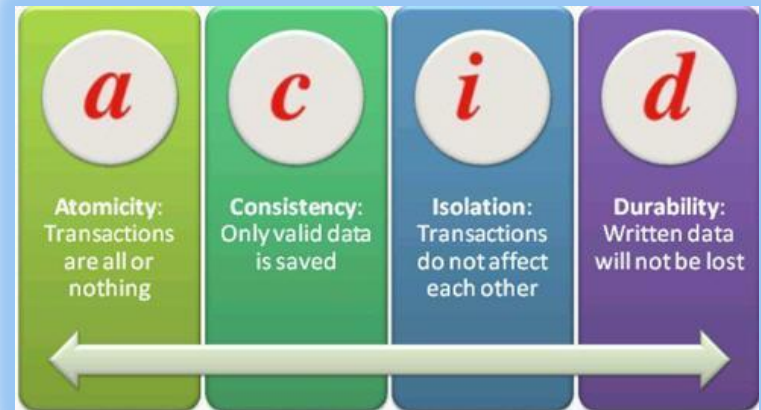 a
Atomicity:
Transactions
are all or
nothing
c
Consistency:
Only valid data
is saved
i
Isolation:
Transactions
do not affect
each other
d
Durability:
Written data
will not be lost